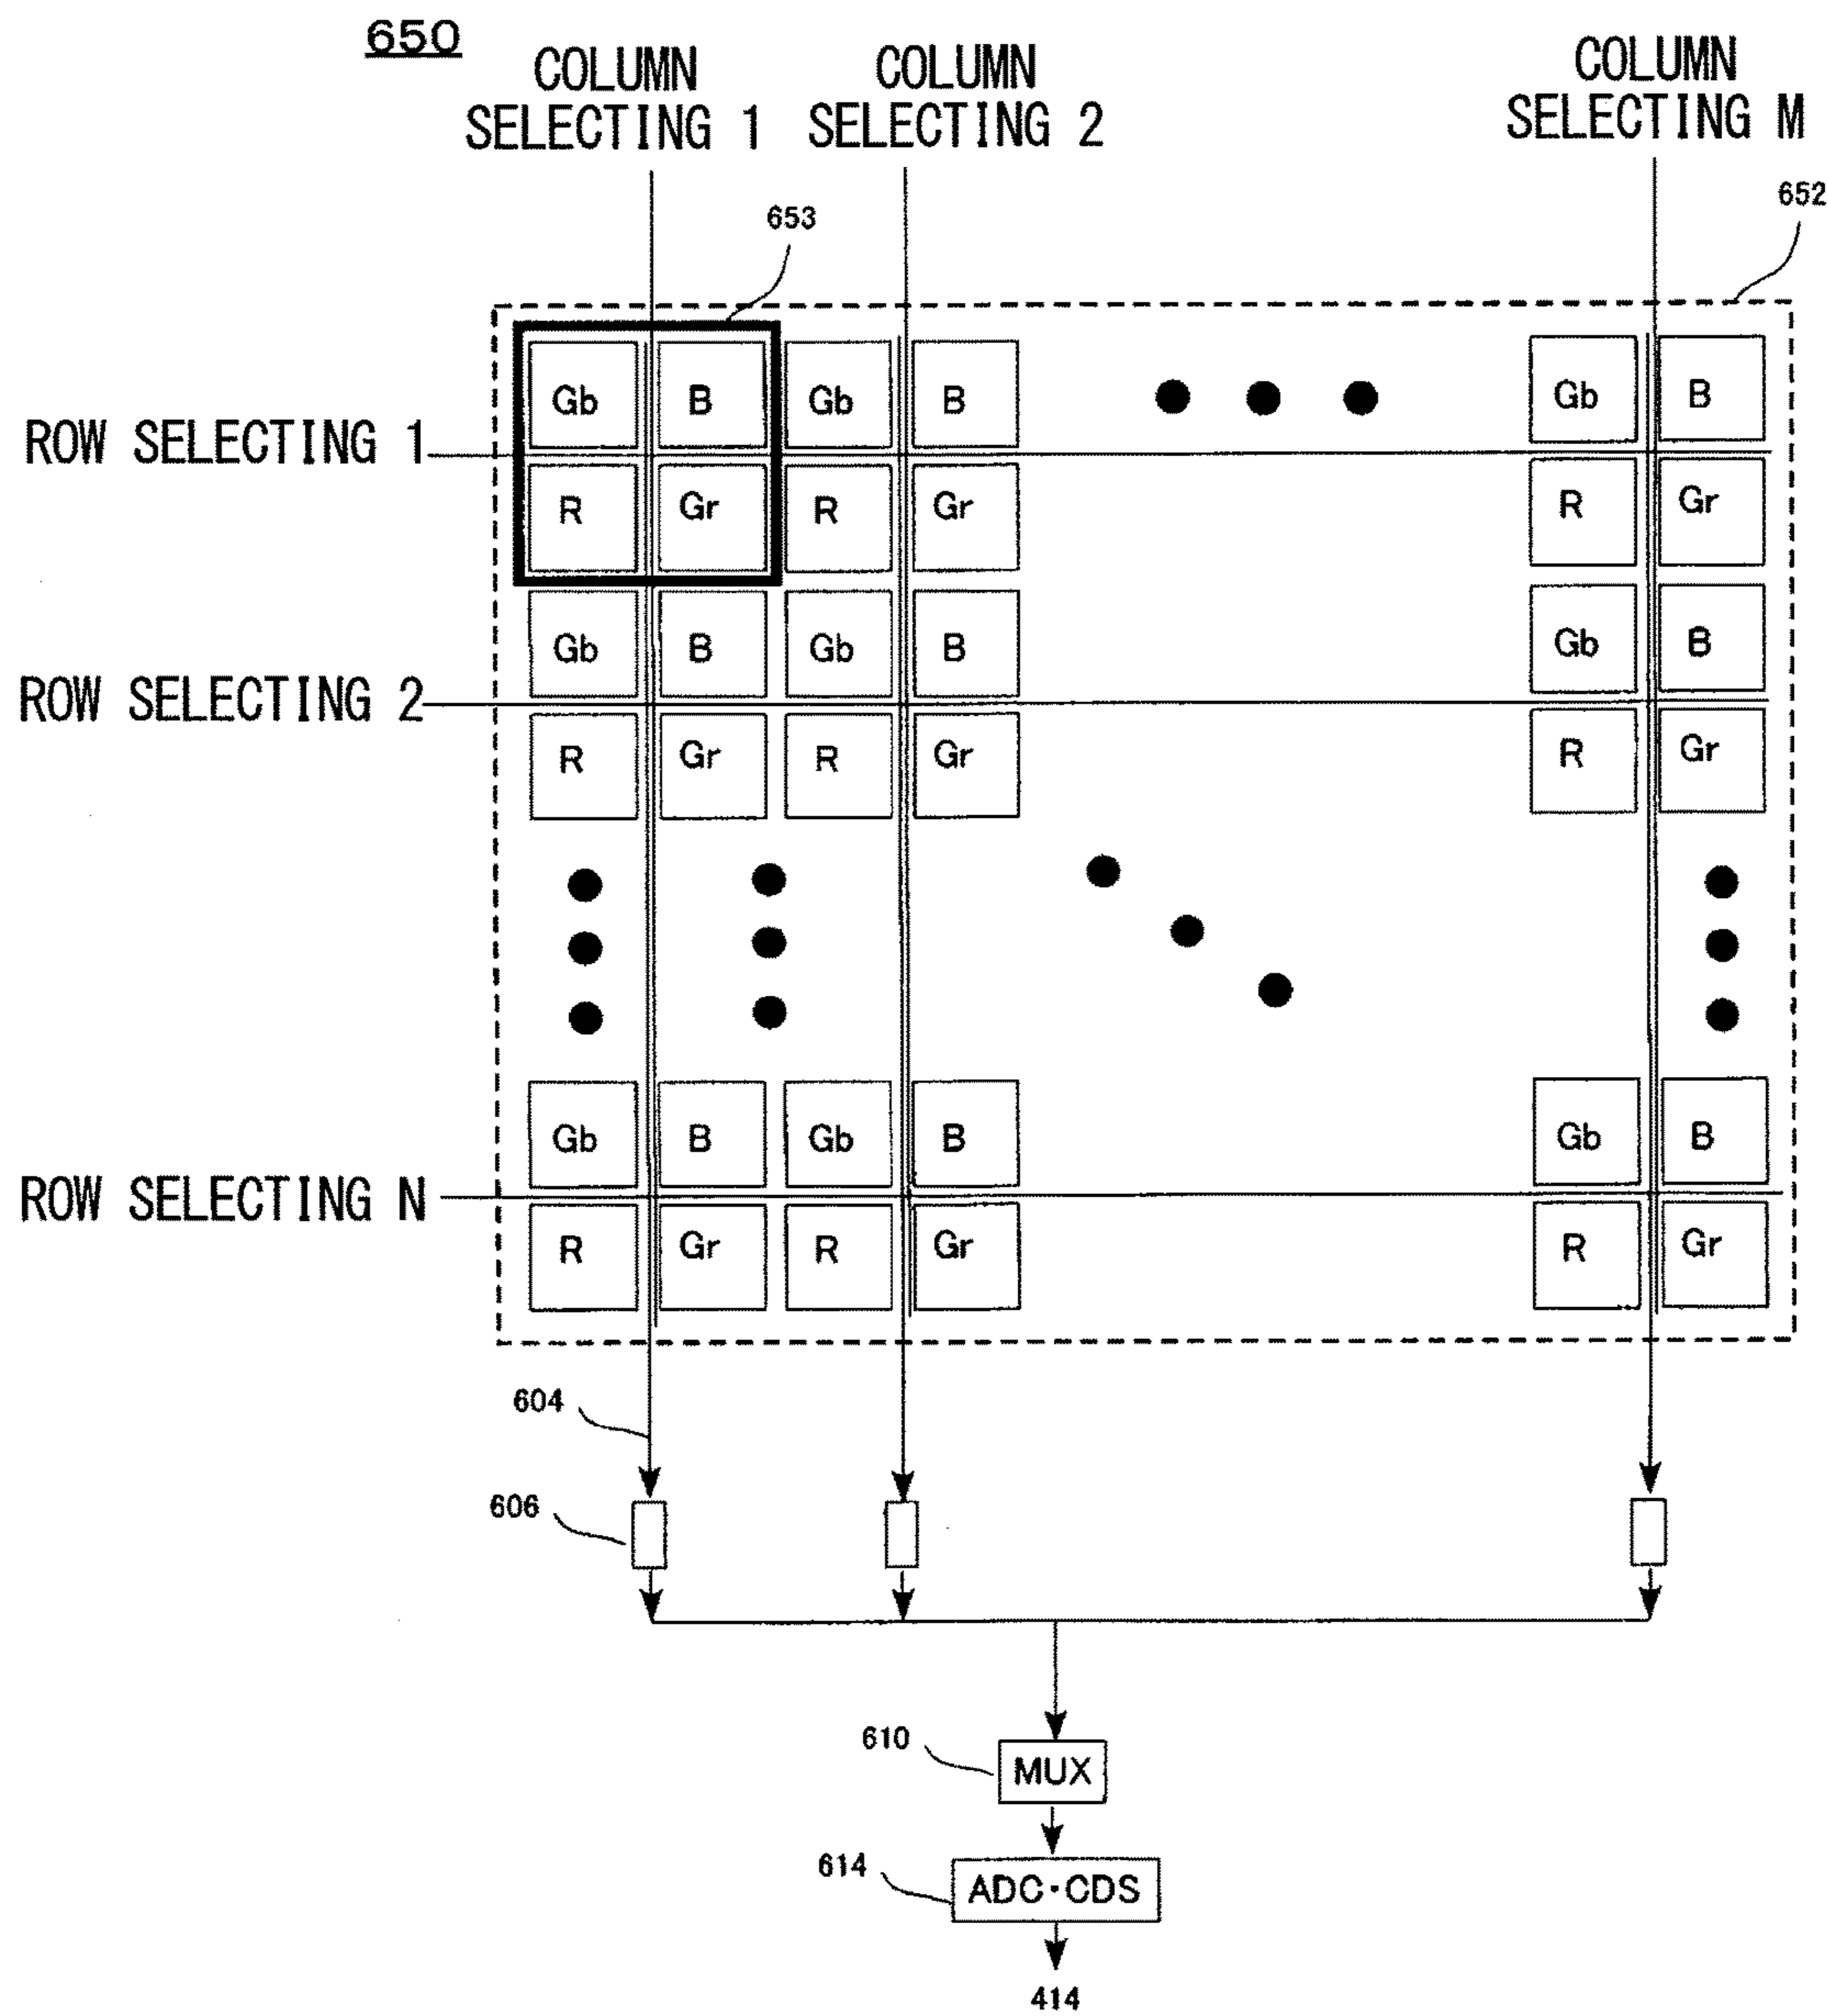 650
COLUMN
SELECTING 1
COLUMN
SELECTING 2
COLUMN
SELECTING M
653
652
Gb B Gb B Gb B
ROW SELECTING 1
R Gr R Gr R Gr
Gb B Gb B Gb B
ROW SELECTING 2
R Gr R Gr R Gr
Gb B Gb B Gb B
ROW SELECTING N
R Gr R Gr R Gr
604
606
610
MUX
614
ADC・CDS
414